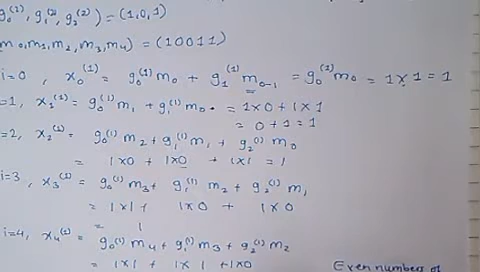 g₀⁽²⁾, g₁⁽²⁾, g₂⁽²⁾) = (1,0,1)
m₀,m₁,m₂,m₃,m₄) = (10011)
i=0, x₀⁽¹⁾ = g₀⁽¹⁾m₀ + g₁⁽¹⁾m₀₋₁ = g₀⁽¹⁾m₀ = 1×1 = 1
=1, x₁⁽¹⁾ = g₀⁽¹⁾m₁ + g₁⁽¹⁾m₀. = 1×0 + 1×1
= 0+1 = 1
=2, x₂⁽¹⁾ = g₀⁽¹⁾m₂ + g₁⁽¹⁾m₁ + g₂⁽¹⁾m₀
= 1×0 + 1×0 + 1×1 = 1
i=3, x₃⁽¹⁾ = g₀⁽¹⁾m₃ + g₁⁽¹⁾m₂ + g₂⁽¹⁾m₁
= 1×1 + 1×0 + 1×0
= 1
i=4, x₄⁽¹⁾ = g₀⁽¹⁾m₄ + g₁⁽¹⁾m₃ + g₂⁽¹⁾m₂
= 1×1 + 1×1 + 1×0
Even number of